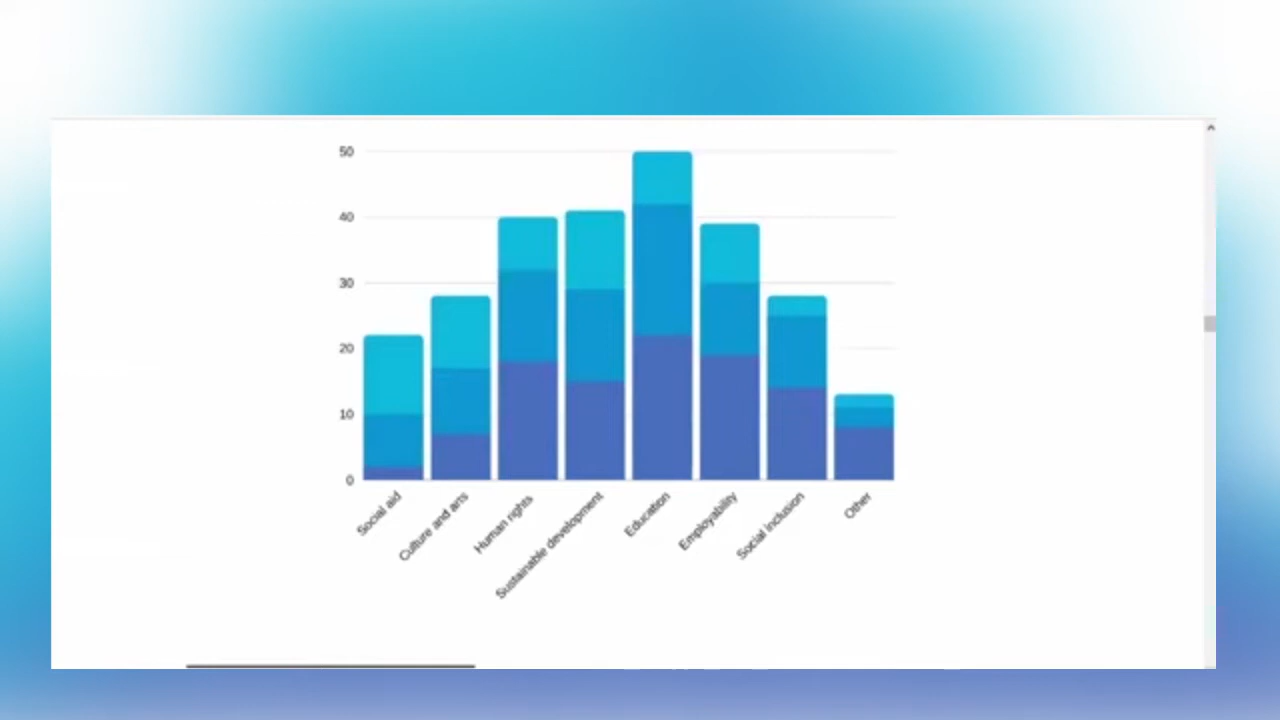 50
40
30
20
10
0
Social aid
Culture and arts
Human rights
Sustainable development
Education
Employability
Social inclusion
Other